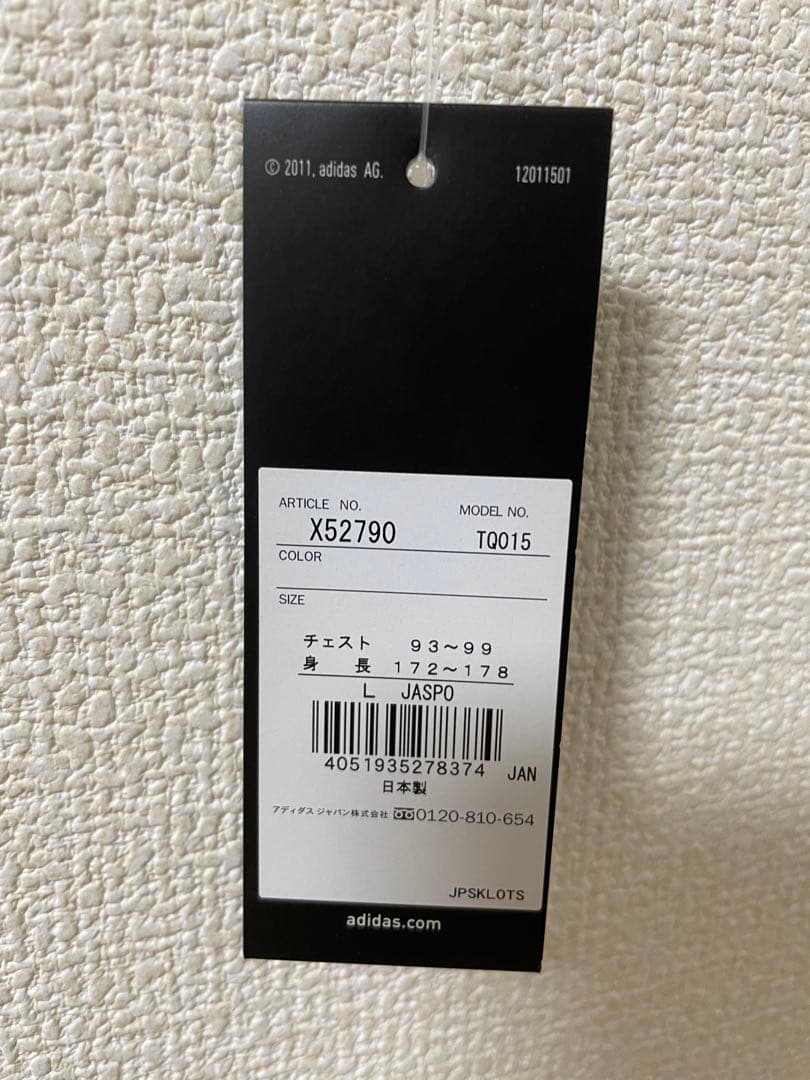 © 2011, adidas AG. 12011501
ARTICLE NO. MODEL NO.
X52790 TQ015
COLOR
SIZE
チェスト 93～99
身 長 172～178
L JASPO
4051935278374 JAN
日本製
アディダス ジャパン株式会社 0120-810-654
JPSKLOTS
adidas.com